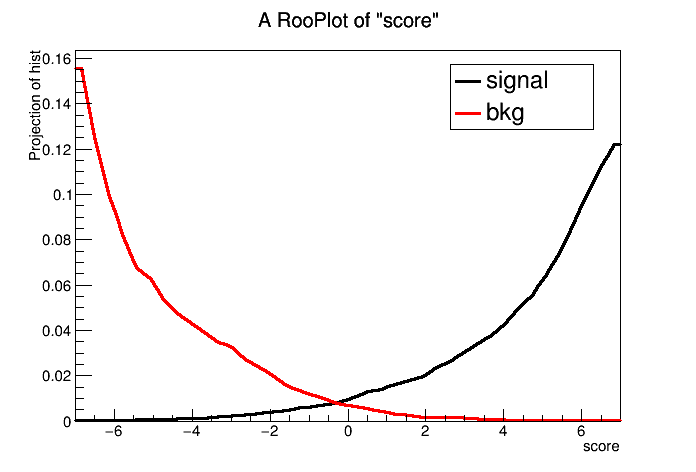 A RooPlot of "score"
Projection of hist
0.16
0.14
0.12
0.1
0.08
0.06
0.04
0.02
0
signal
bkg
−6 −4 −2 0 2 4 6
score